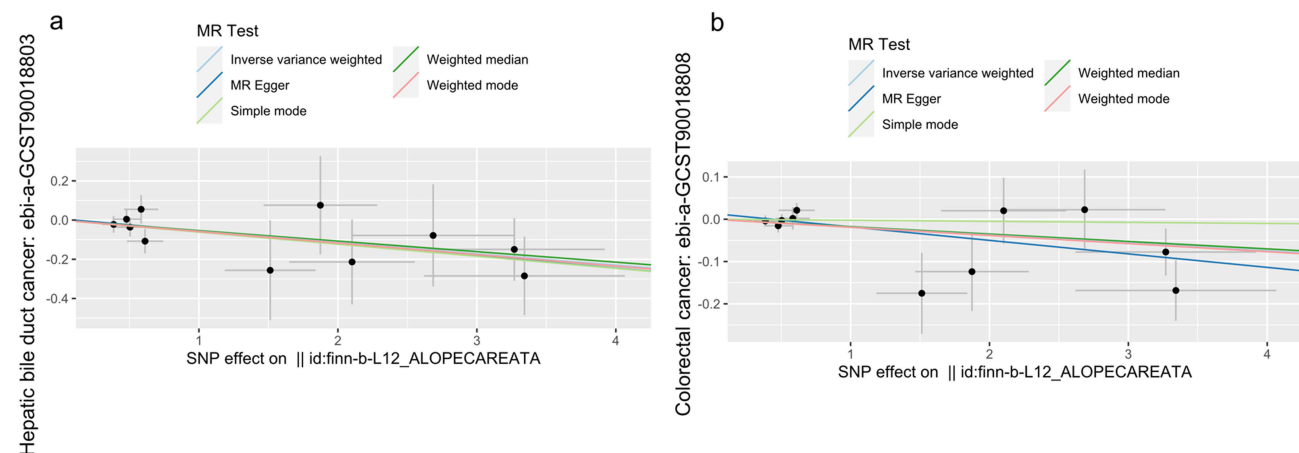 a
MR Test
Inverse variance weighted
Weighted median
MR Egger
Weighted mode
Simple mode
Hepatic bile duct cancer: ebi-a-GCST90018803
0.2
0.0
-0.2
-0.4
1
2
3
4
SNP effect on || id:finn-b-L12_ALOPECAREATA
b
MR Test
Inverse variance weighted
Weighted median
MR Egger
Weighted mode
Simple mode
Colorectal cancer: ebi-a-GCST90018808
0.1
0.0
-0.1
-0.2
1
2
3
4
SNP effect on || id:finn-b-L12_ALOPECAREATA